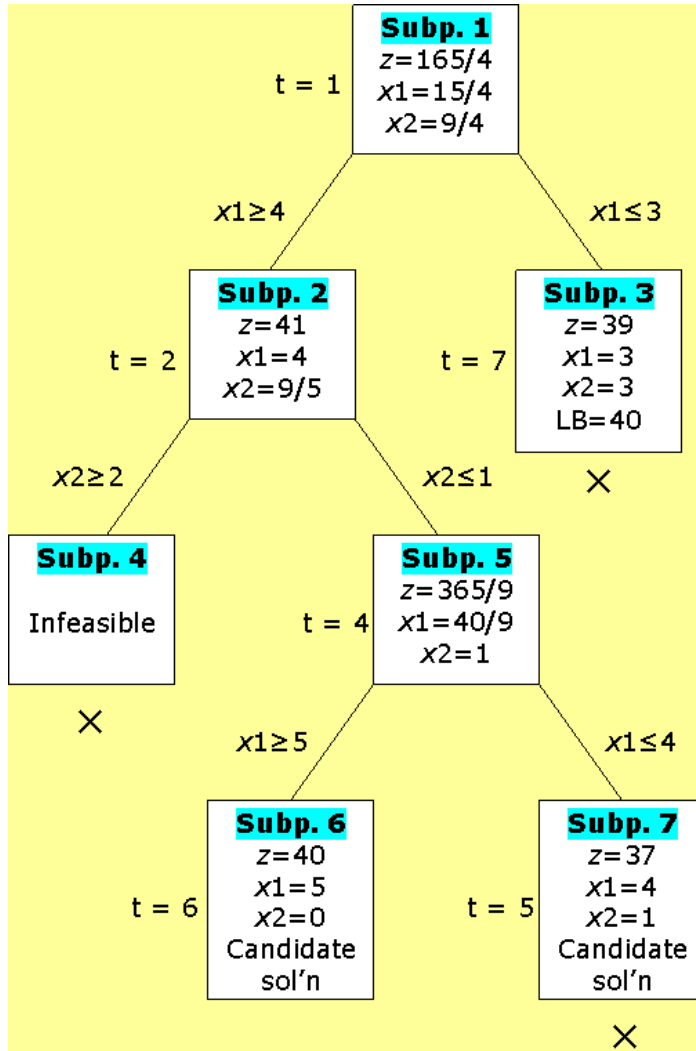 Subp. 1
z=165/4
t = 1
x1=15/4
x2=9/4
x1≥4
x1≤3
Subp. 2
z=41
t = 2
x1=4
x2=9/5
Subp. 3
z=39
t = 7
x1=3
x2=3
LB=40
×
x2≥2
x2≤1
Subp. 4
Infeasible
×
Subp. 5
z=365/9
t = 4
x1=40/9
x2=1
x1≥5
x1≤4
Subp. 6
z=40
x1=5
t = 6
x2=0
Candidate
sol’n
Subp. 7
z=37
x1=4
t = 5
x2=1
Candidate
sol’n
×